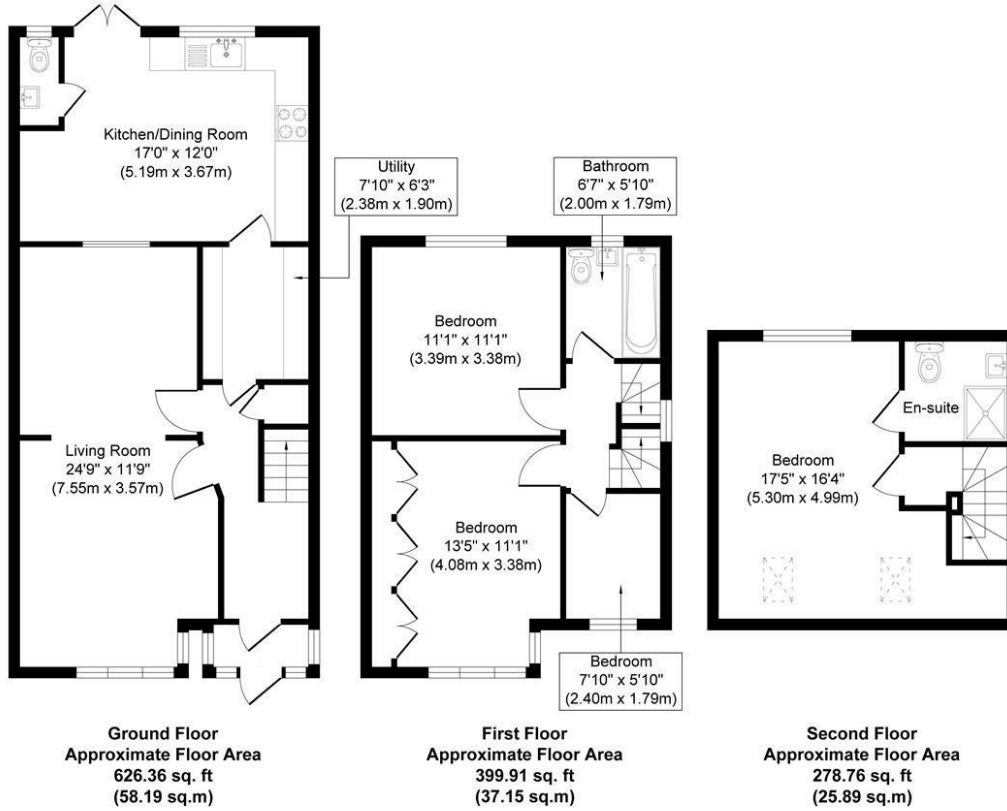 Kitchen/Dining Room
17'0" x 12'0"
(5.19m x 3.67m)
Utility
7'10" x 6'3"
(2.38m x 1.90m)
Bathroom
6'7" x 5'10"
(2.00m x 1.79m)
Living Room
24'9" x 11'9"
(7.55m x 3.57m)
Bedroom
11'1" x 11'1"
(3.39m x 3.38m)
Bedroom
13'5" x 11'1"
(4.08m x 3.38m)
Bedroom
7'10" x 5'10"
(2.40m x 1.79m)
En-suite
Bedroom
17'5" x 16'4"
(5.30m x 4.99m)
Ground Floor
Approximate Floor Area
626.36 sq. ft
(58.19 sq.m)
First Floor
Approximate Floor Area
399.91 sq. ft
(37.15 sq.m)
Second Floor
Approximate Floor Area
278.76 sq. ft
(25.89 sq.m)